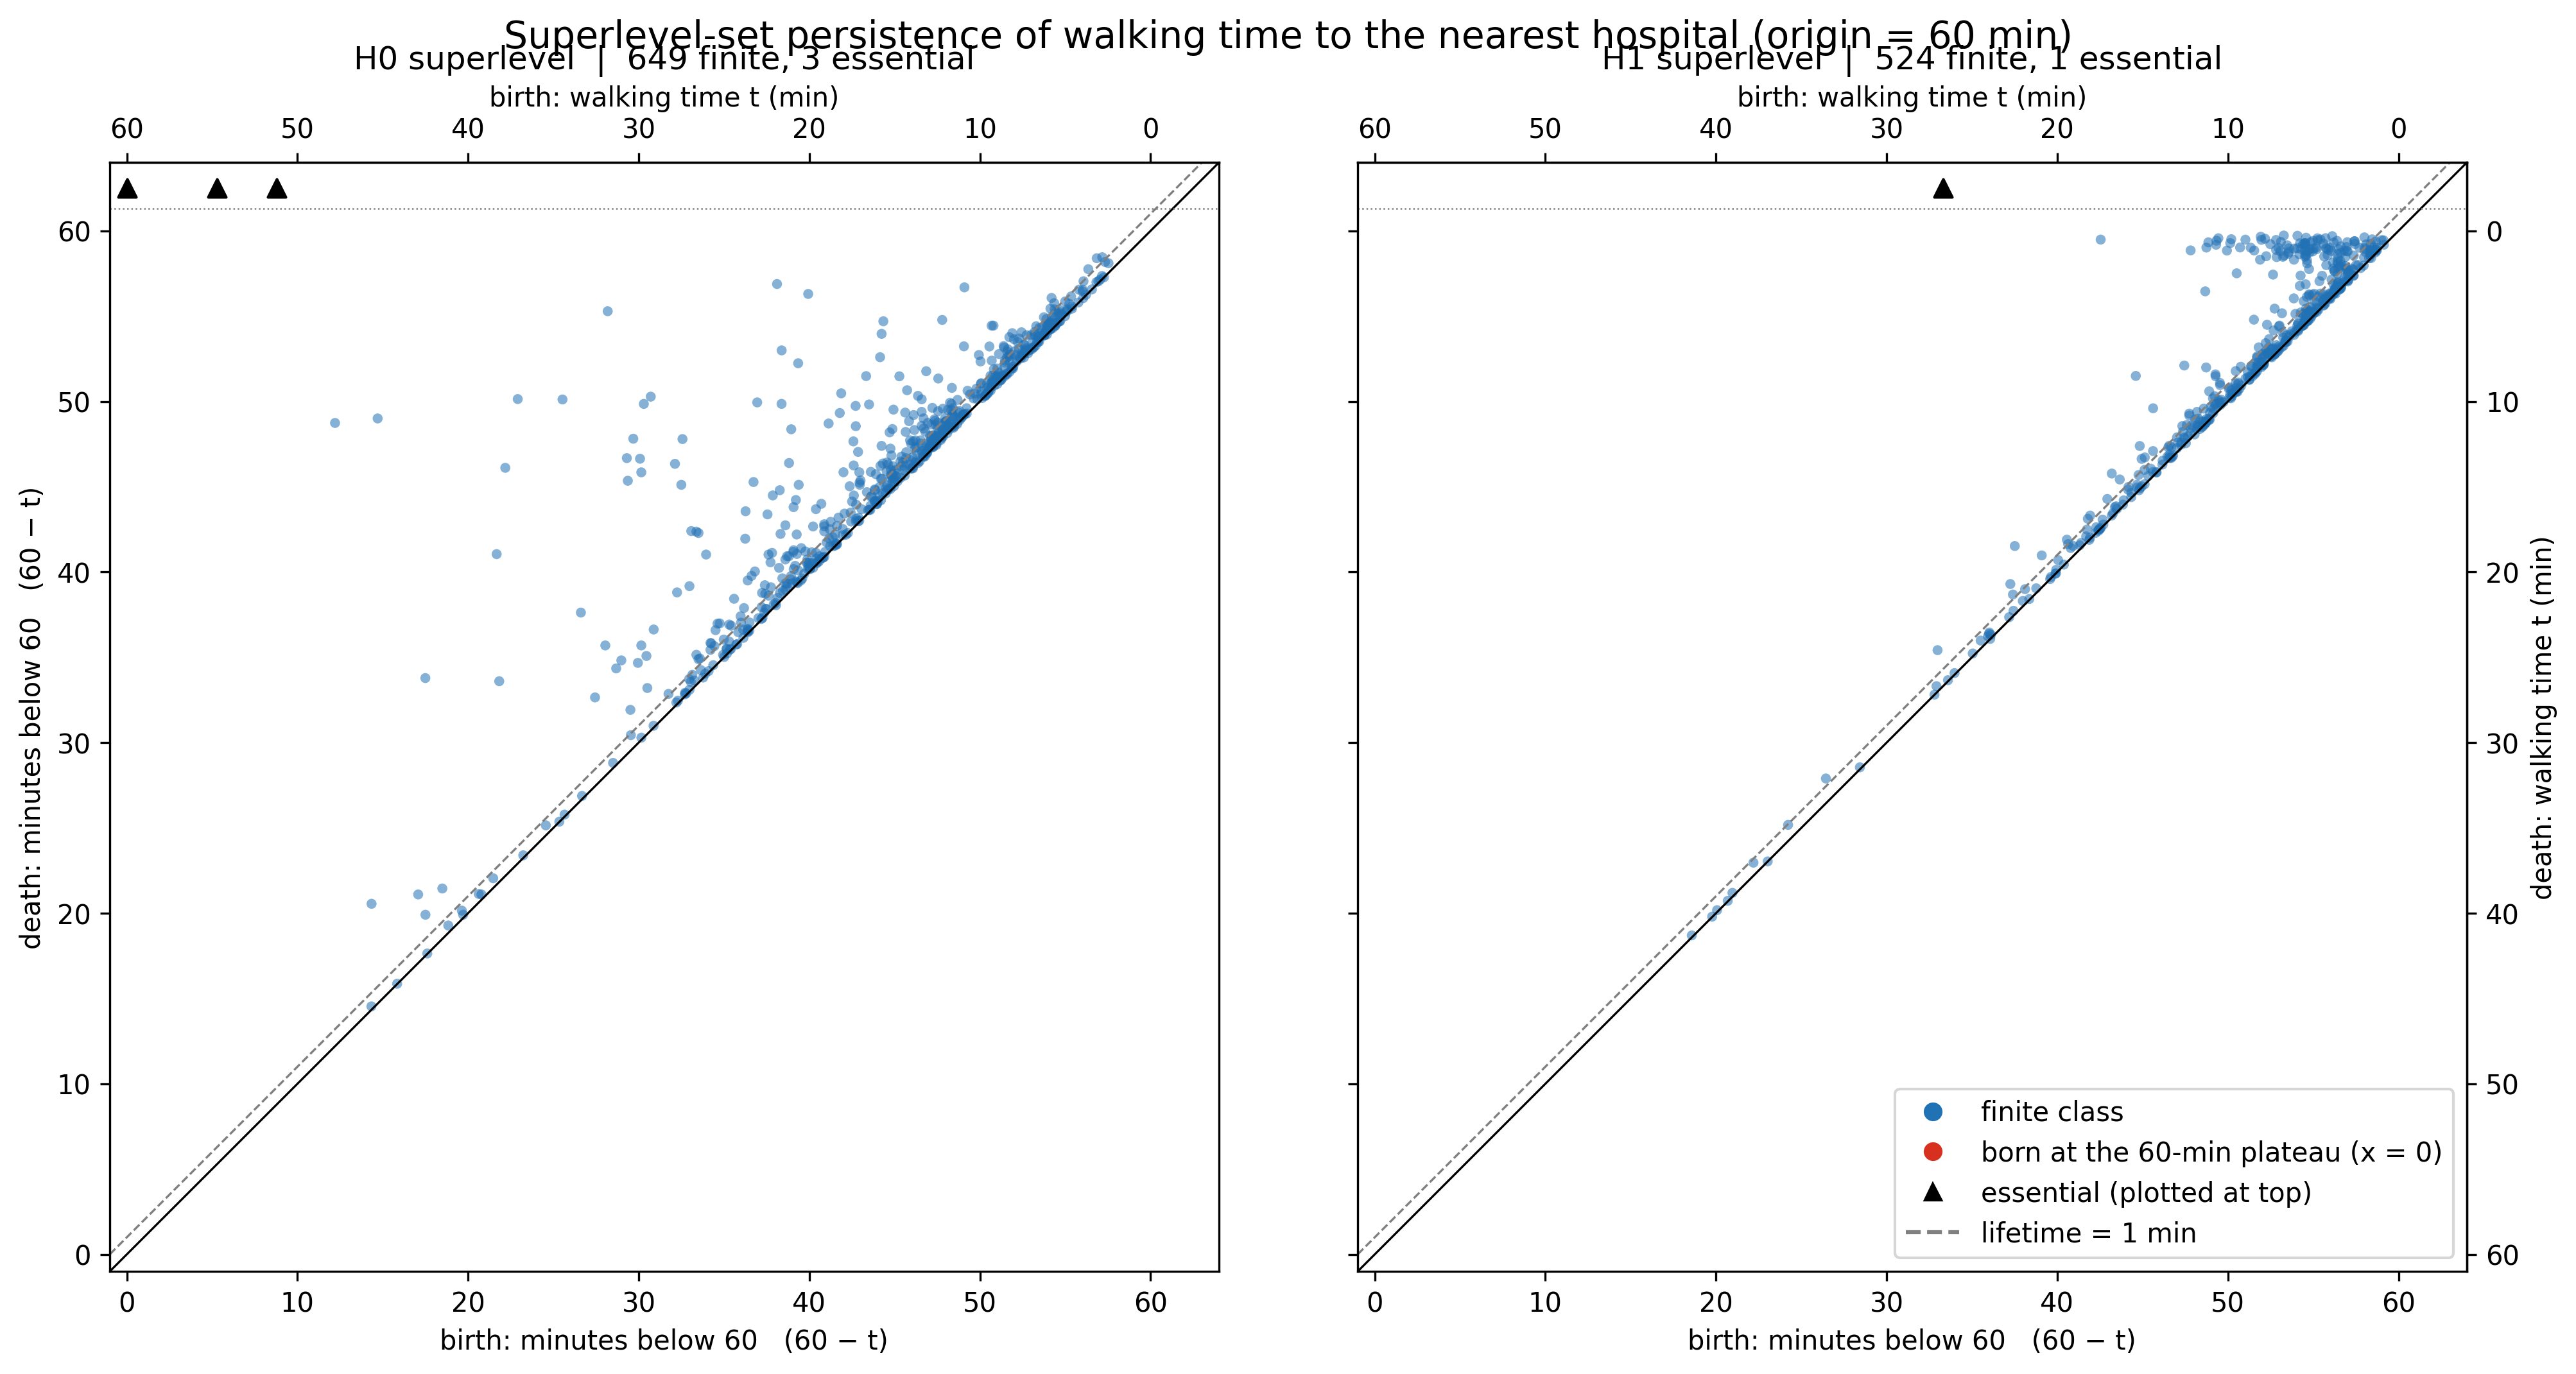 Superlevel-set persistence of walking time to the nearest hospital (origin = 60 min)
H0 superlevel | 649 finite, 3 essential
birth: walking time t (min)
60 50 40 30 20 10 0
60
50
40
30
20
10
0
death: minutes below 60 (60 − t)
0 10 20 30 40 50 60
birth: minutes below 60 (60 − t)
H1 superlevel | 524 finite, 1 essential
birth: walking time t (min)
60 50 40 30 20 10 0
0
10
20
30
40
50
60
death: walking time t (min)
finite class
born at the 60-min plateau (x = 0)
essential (plotted at top)
lifetime = 1 min
0 10 20 30 40 50 60
birth: minutes below 60 (60 − t)